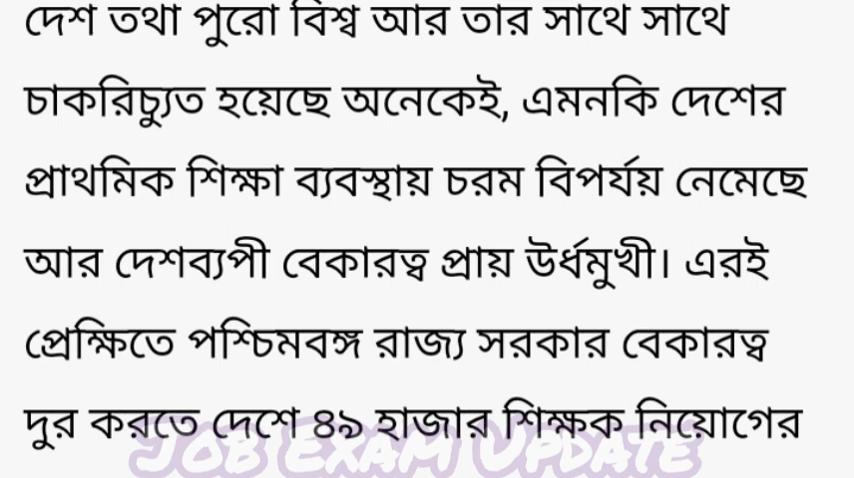 দেশ তথা পুরো বিশ্ব আর তার সাথে সাথে
চাকরিচ্যুত হয়েছে অনেকেই, এমনকি দেশের
প্রাথমিক শিক্ষা ব্যবস্থায় চরম বিপর্যয় নেমেছে
আর দেশব্যপী বেকারত্ব প্রায় উর্ধমুখী। এরই
প্রেক্ষিতে পশ্চিমবঙ্গ রাজ্য সরকার বেকারত্ব
দুর করতে দেশে ৪৯ হাজার শিক্ষক নিয়োগের
JOB EXAM UPDATE